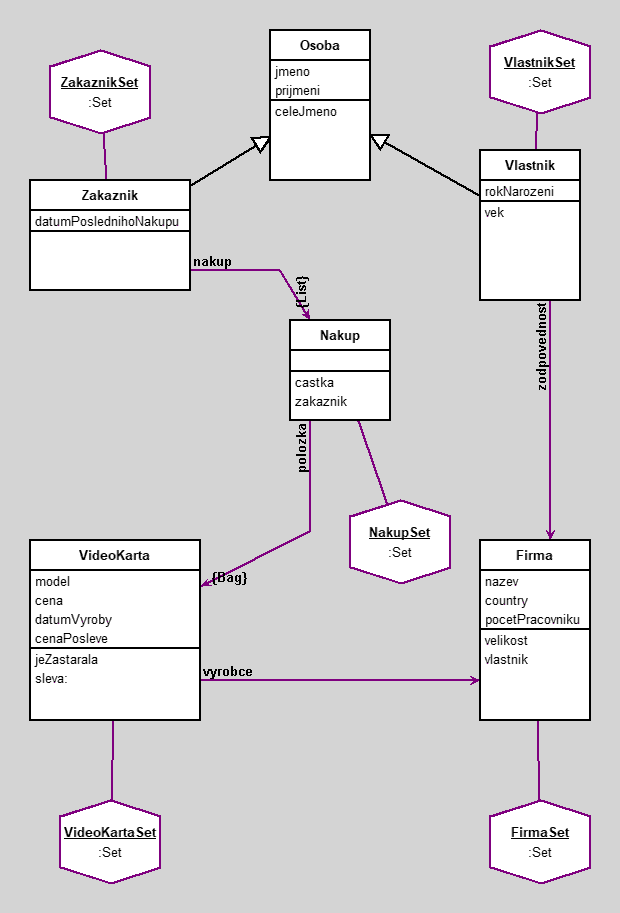 Osoba
jmeno
prijmeni
celeJmeno
ZakaznikSet
:Set
VlastnikSet
:Set
Zakaznik
datumPoslednihoNakupu
Vlastnik
rokNarozeni
vek
nakup
{List}
Nakup
castka
zakaznik
zodpovednost
polozka
NakupSet
:Set
{Bag}
VideoKarta
model
cena
datumVyroby
cenaPosleve
jeZastarala
sleva:
vyrobce
Firma
nazev
country
pocetPracovniku
velikost
vlastnik
VideoKartaSet
:Set
FirmaSet
:Set